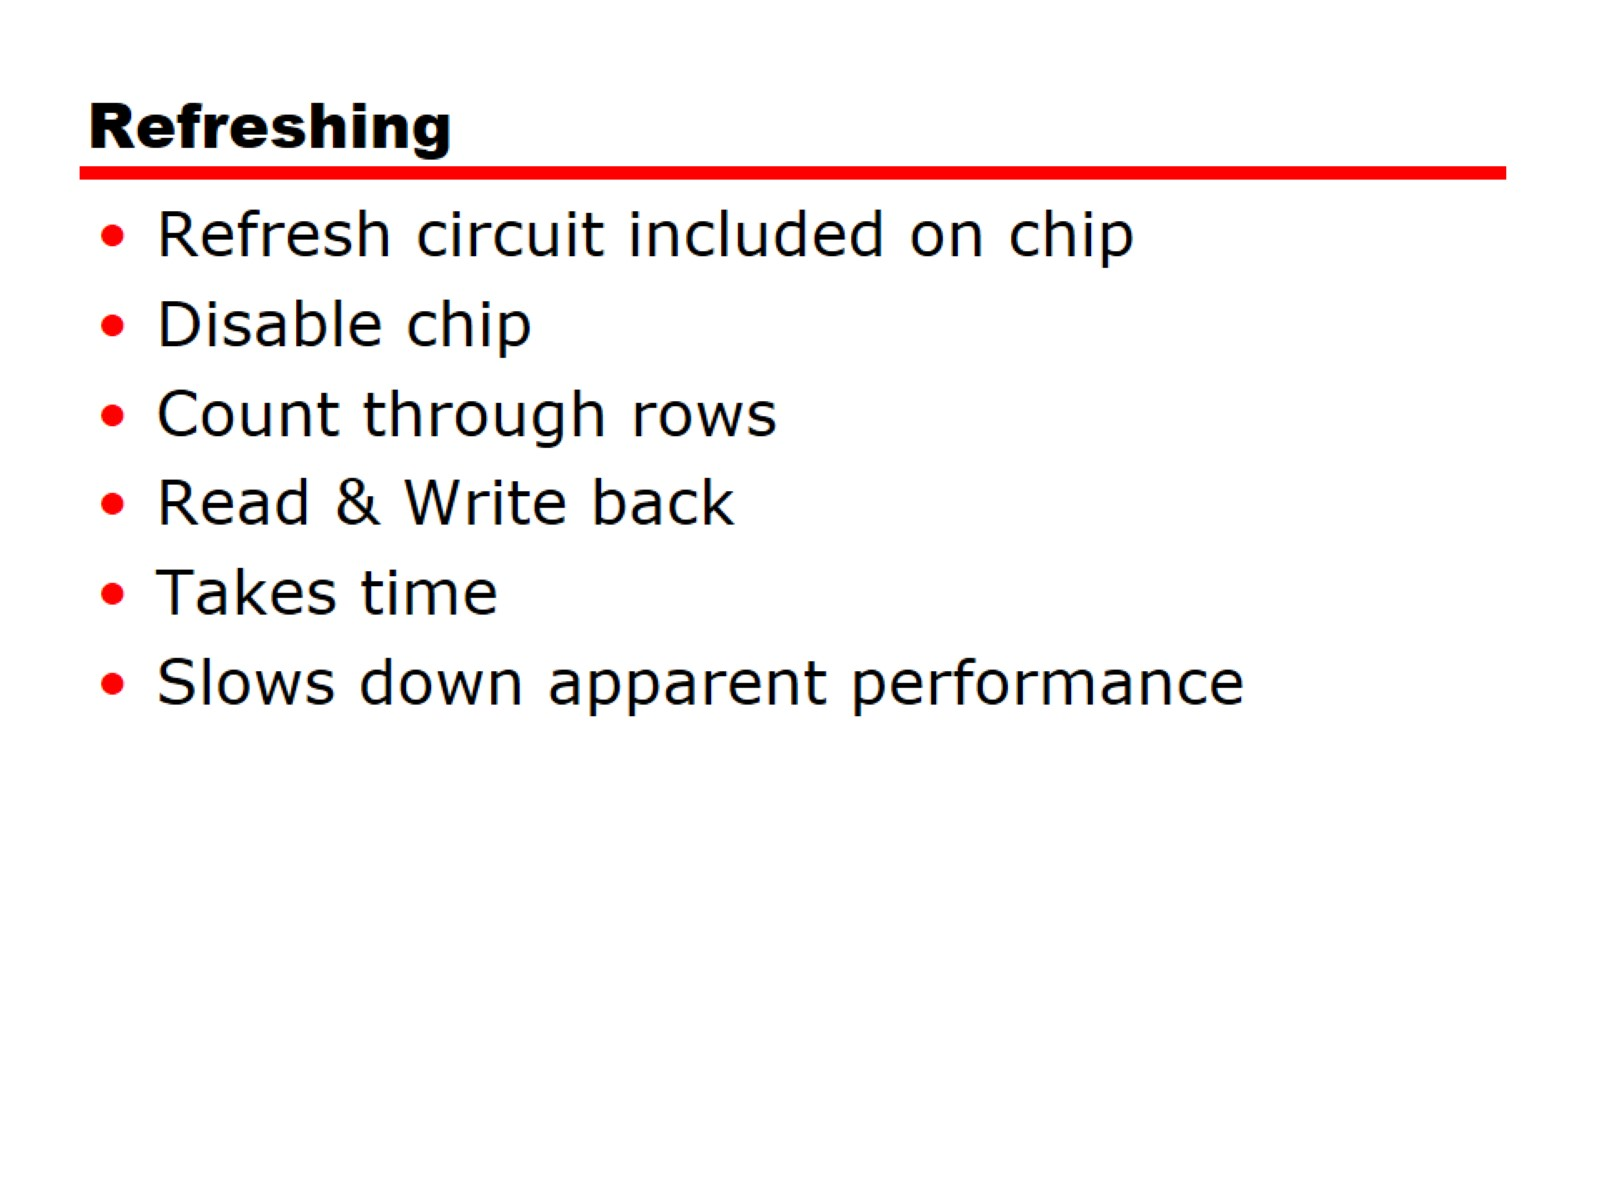 Refreshing
• Refresh circuit included on chip
• Disable chip
• Count through rows
• Read & Write back
• Takes time
• Slows down apparent performance